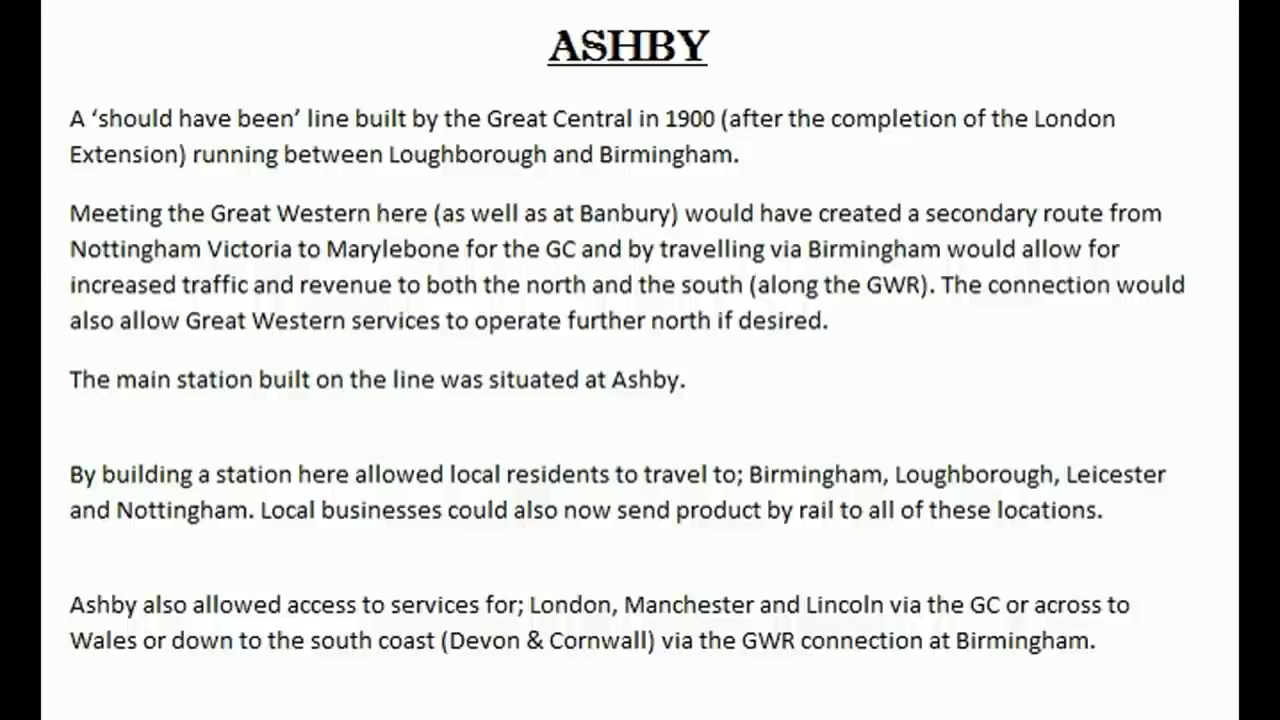 ASHBY
A ‘should have been’ line built by the Great Central in 1900 (after the completion of the London
Extension) running between Loughborough and Birmingham.
Meeting the Great Western here (as well as at Banbury) would have created a secondary route from
Nottingham Victoria to Marylebone for the GC and by travelling via Birmingham would allow for
increased traffic and revenue to both the north and the south (along the GWR). The connection would
also allow Great Western services to operate further north if desired.
The main station built on the line was situated at Ashby.
By building a station here allowed local residents to travel to; Birmingham, Loughborough, Leicester
and Nottingham. Local businesses could also now send product by rail to all of these locations.
Ashby also allowed access to services for; London, Manchester and Lincoln via the GC or across to
Wales or down to the south coast (Devon & Cornwall) via the GWR connection at Birmingham.